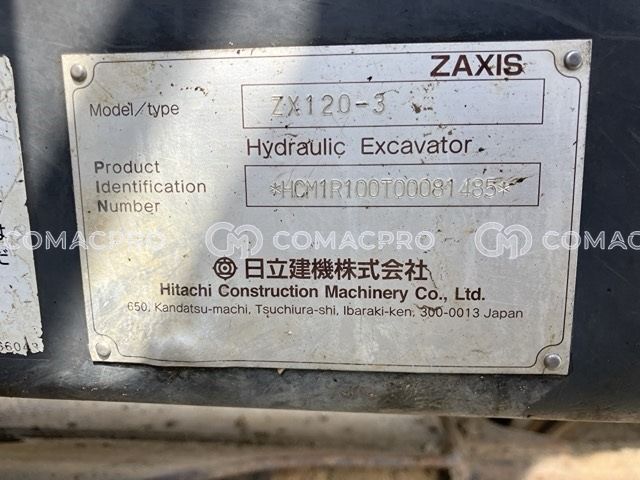 ZAXIS
Model/type ZX120-3
Hydraulic Excavator
Product
Identification *HCM1R100T00081485*
Number
COMACPRO COMACPRO COMACPRO
日立建機株式会社
Hitachi Construction Machinery Co., Ltd.
650, Kandatsu-machi, Tsuchiura-shi, Ibaraki-ken, 300-0013 Japan